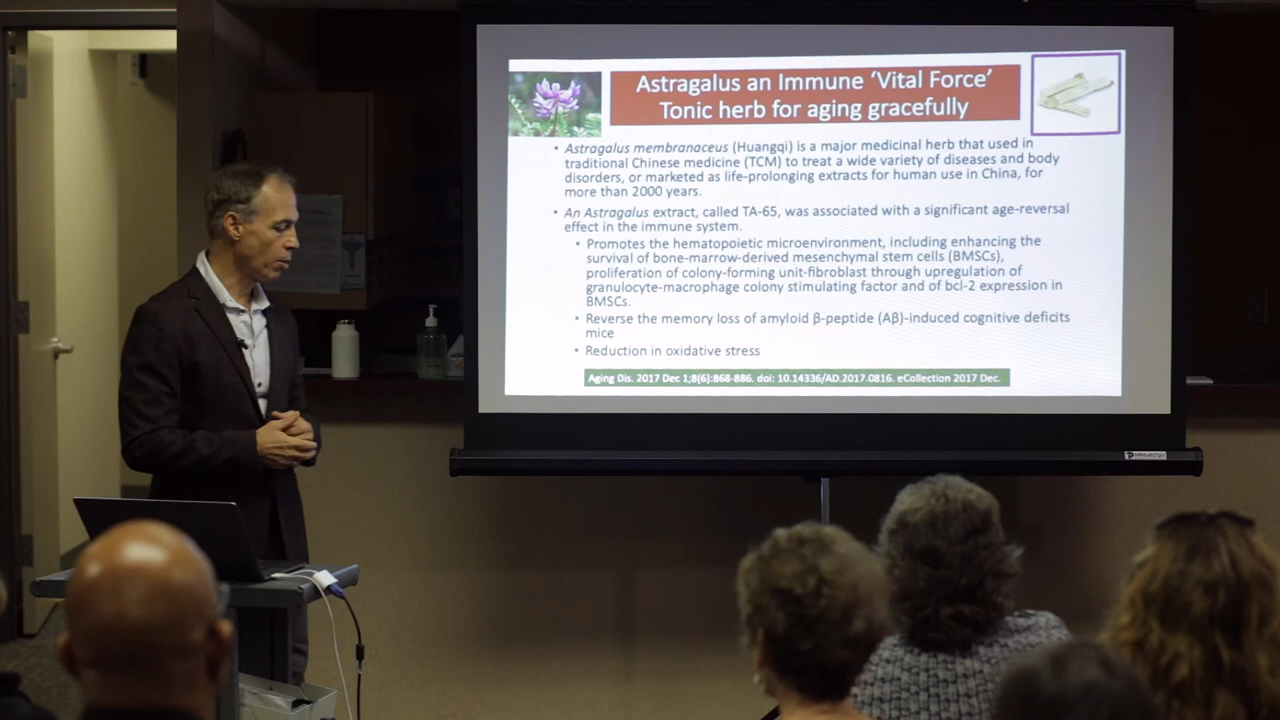 Astragalus an Immune ‘Vital Force’
Tonic herb for aging gracefully
• Astragalus membranaceus (Huangqi) is a major medicinal herb that used in
traditional Chinese medicine (TCM) to treat a wide variety of diseases and body
disorders, or marketed as life-prolonging extracts for human use in China, for
more than 2000 years.
• An Astragalus extract, called TA-65, was associated with a significant age-reversal
effect in the immune system.
• Promotes the hematopoietic microenvironment, including enhancing the
survival of bone-marrow-derived mesenchymal stem cells (BMSCs),
proliferation of colony-forming unit-fibroblast through upregulation of
granulocyte-macrophage colony stimulating factor and of bcl-2 expression in
BMSCs.
• Reverse the memory loss of amyloid β-peptide (Aβ)-induced cognitive deficits
mice
• Reduction in oxidative stress
Aging Dis. 2017 Dec 1;8(6):868-886. doi: 10.14336/AD.2017.0816. eCollection 2017 Dec.